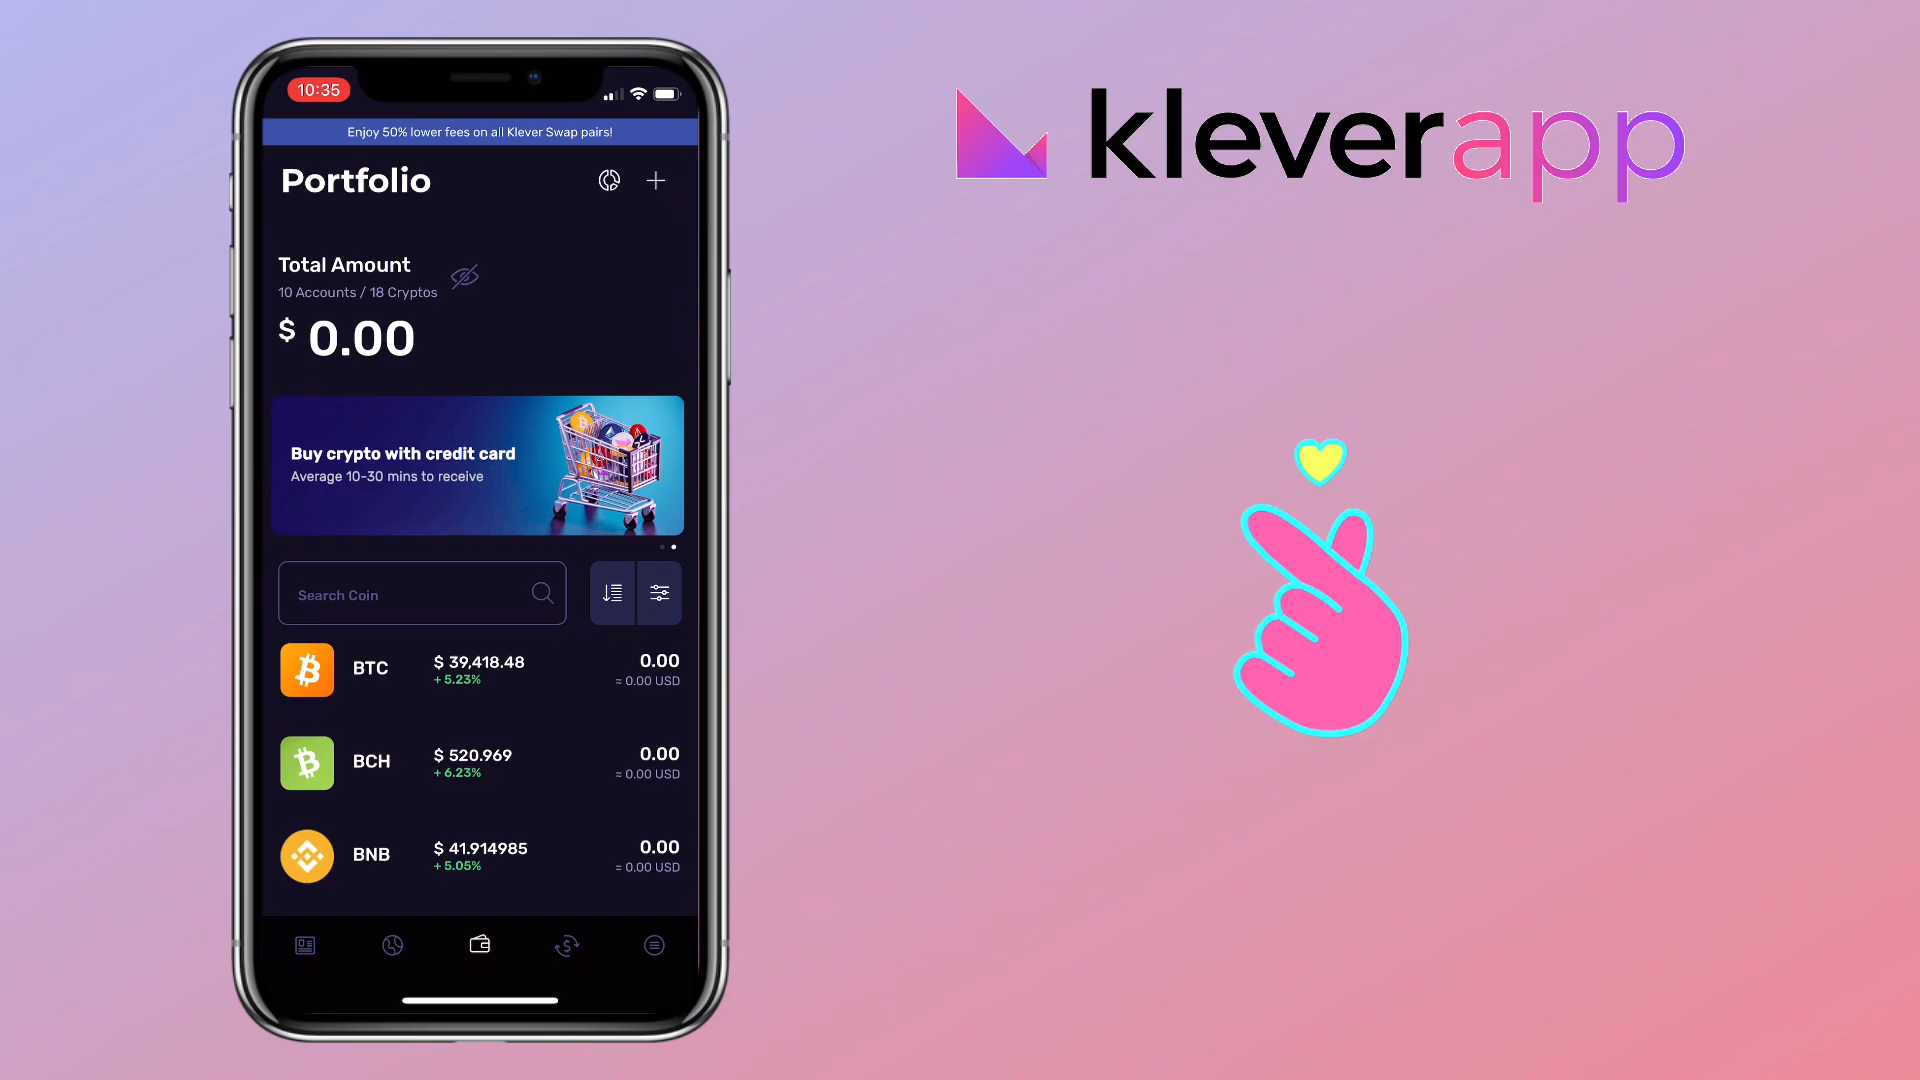 10:35
Enjoy 50% lower fees on all Klever Swap pairs!
Portfolio
Total Amount
10 Accounts / 18 Cryptos
$ 0.00
Buy crypto with credit card
Average 10-30 mins to receive
Search Coin
BTC $ 39,418.48 0.00
+ 5.23% ≈ 0.00 USD
BCH $ 520.969 0.00
+ 6.23% ≈ 0.00 USD
BNB $ 41.914985 0.00
+ 5.05% ≈ 0.00 USD
kleverapp